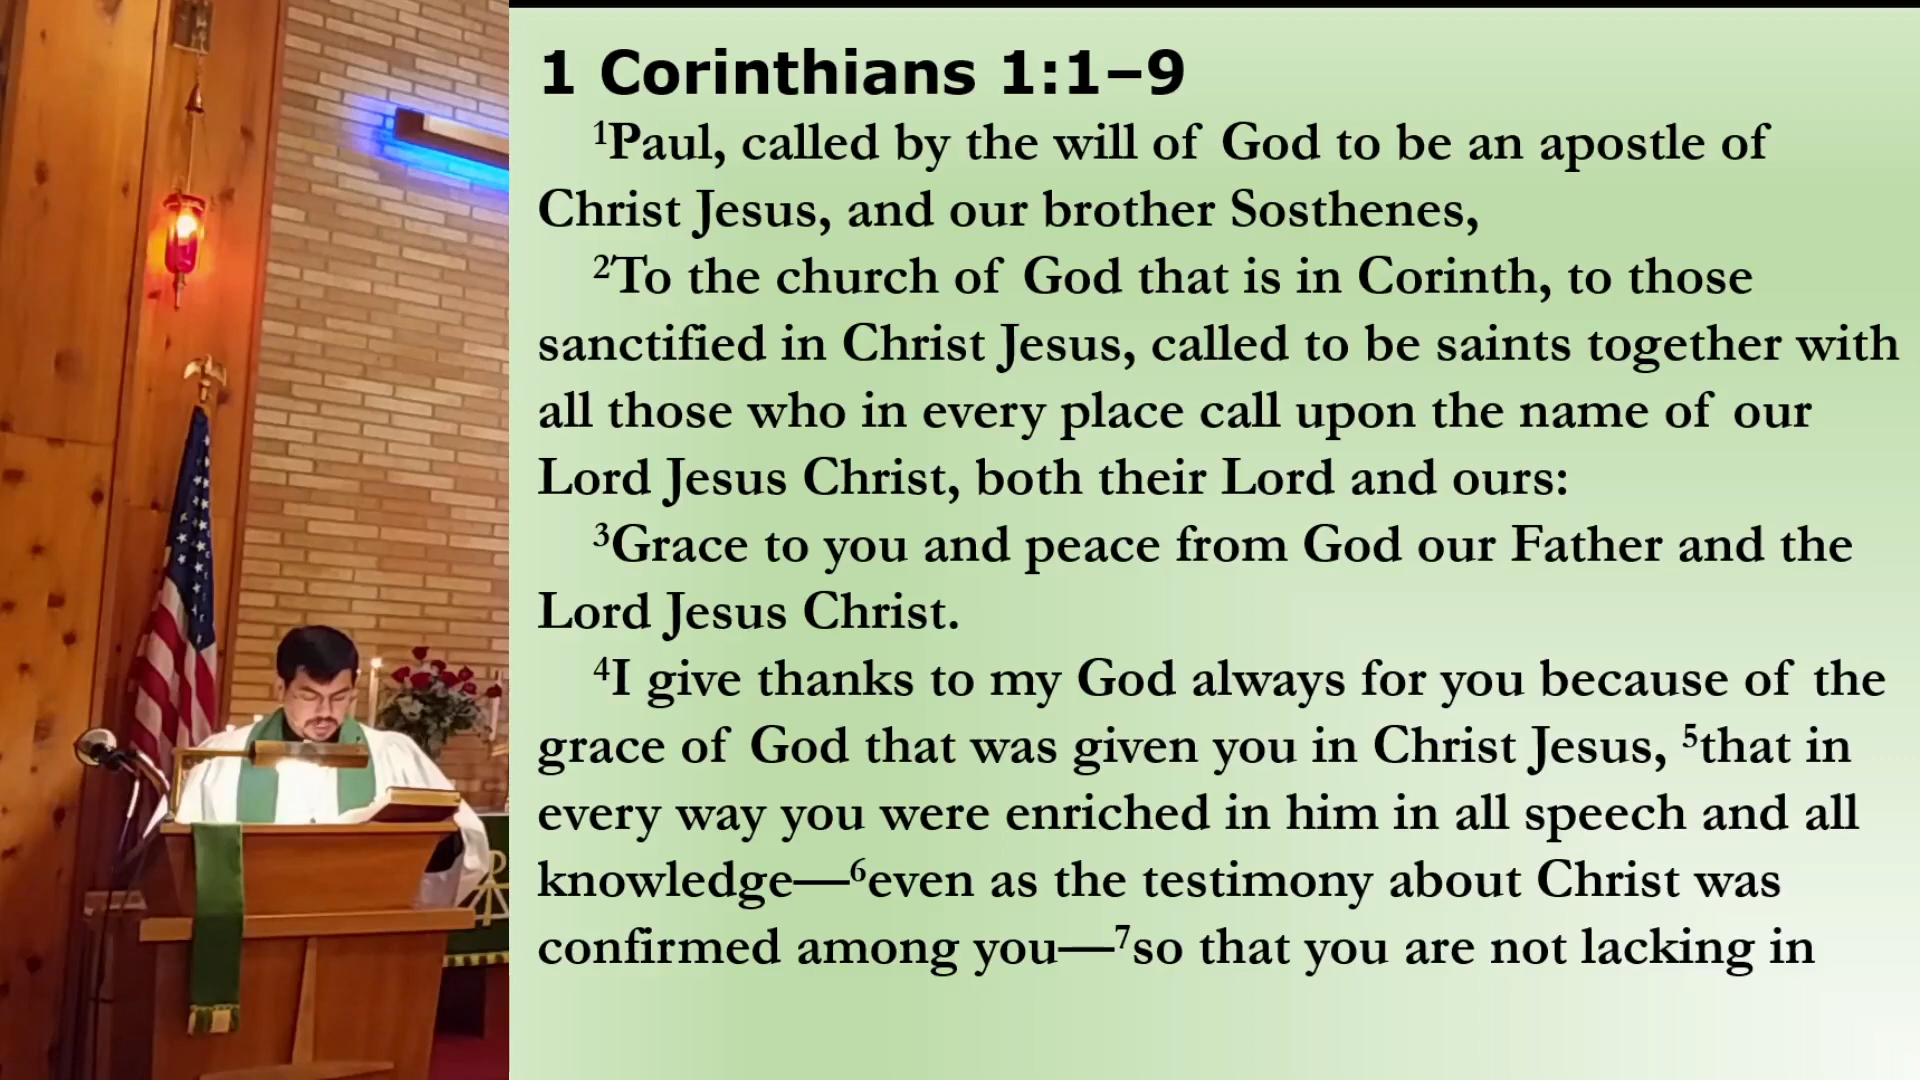 1 Corinthians 1:1–9
¹Paul, called by the will of God to be an apostle of
Christ Jesus, and our brother Sosthenes,
²To the church of God that is in Corinth, to those
sanctified in Christ Jesus, called to be saints together with
all those who in every place call upon the name of our
Lord Jesus Christ, both their Lord and ours:
³Grace to you and peace from God our Father and the
Lord Jesus Christ.
⁴I give thanks to my God always for you because of the
grace of God that was given you in Christ Jesus, ⁵that in
every way you were enriched in him in all speech and all
knowledge—⁶even as the testimony about Christ was
confirmed among you—⁷so that you are not lacking in